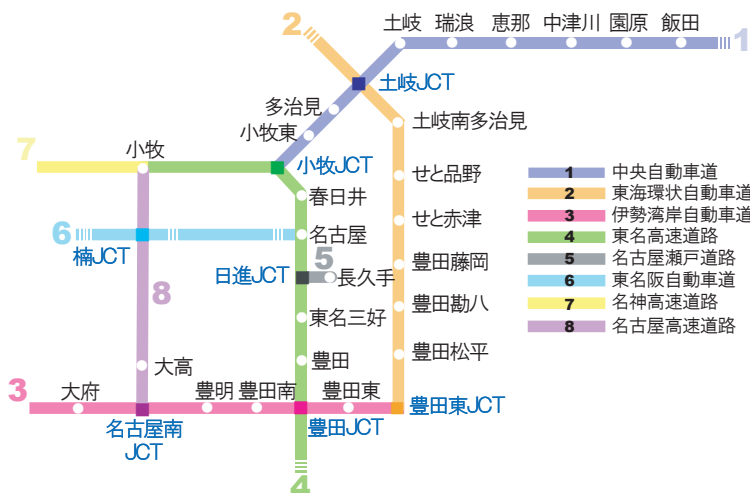 2
土岐
瑞浪
恵那
中津川
園原
飯田
1
土岐JCT
多治見
土岐南多治見
小牧東
7
小牧
小牧JCT
せと品野
春日井
せと赤津
6
名古屋
楠JCT
5
豊田藤岡
日進JCT
長久手
8
豊田勘八
東名三好
豊田松平
大高
豊田
3
大府
豊明
豊田南
豊田東
豊田東JCT
名古屋南
JCT
豊田JCT
4
1 中央自動車道
2 東海環状自動車道
3 伊勢湾岸自動車道
4 東名高速道路
5 名古屋瀬戸道路
6 東名阪自動車道
7 名神高速道路
8 名古屋高速道路